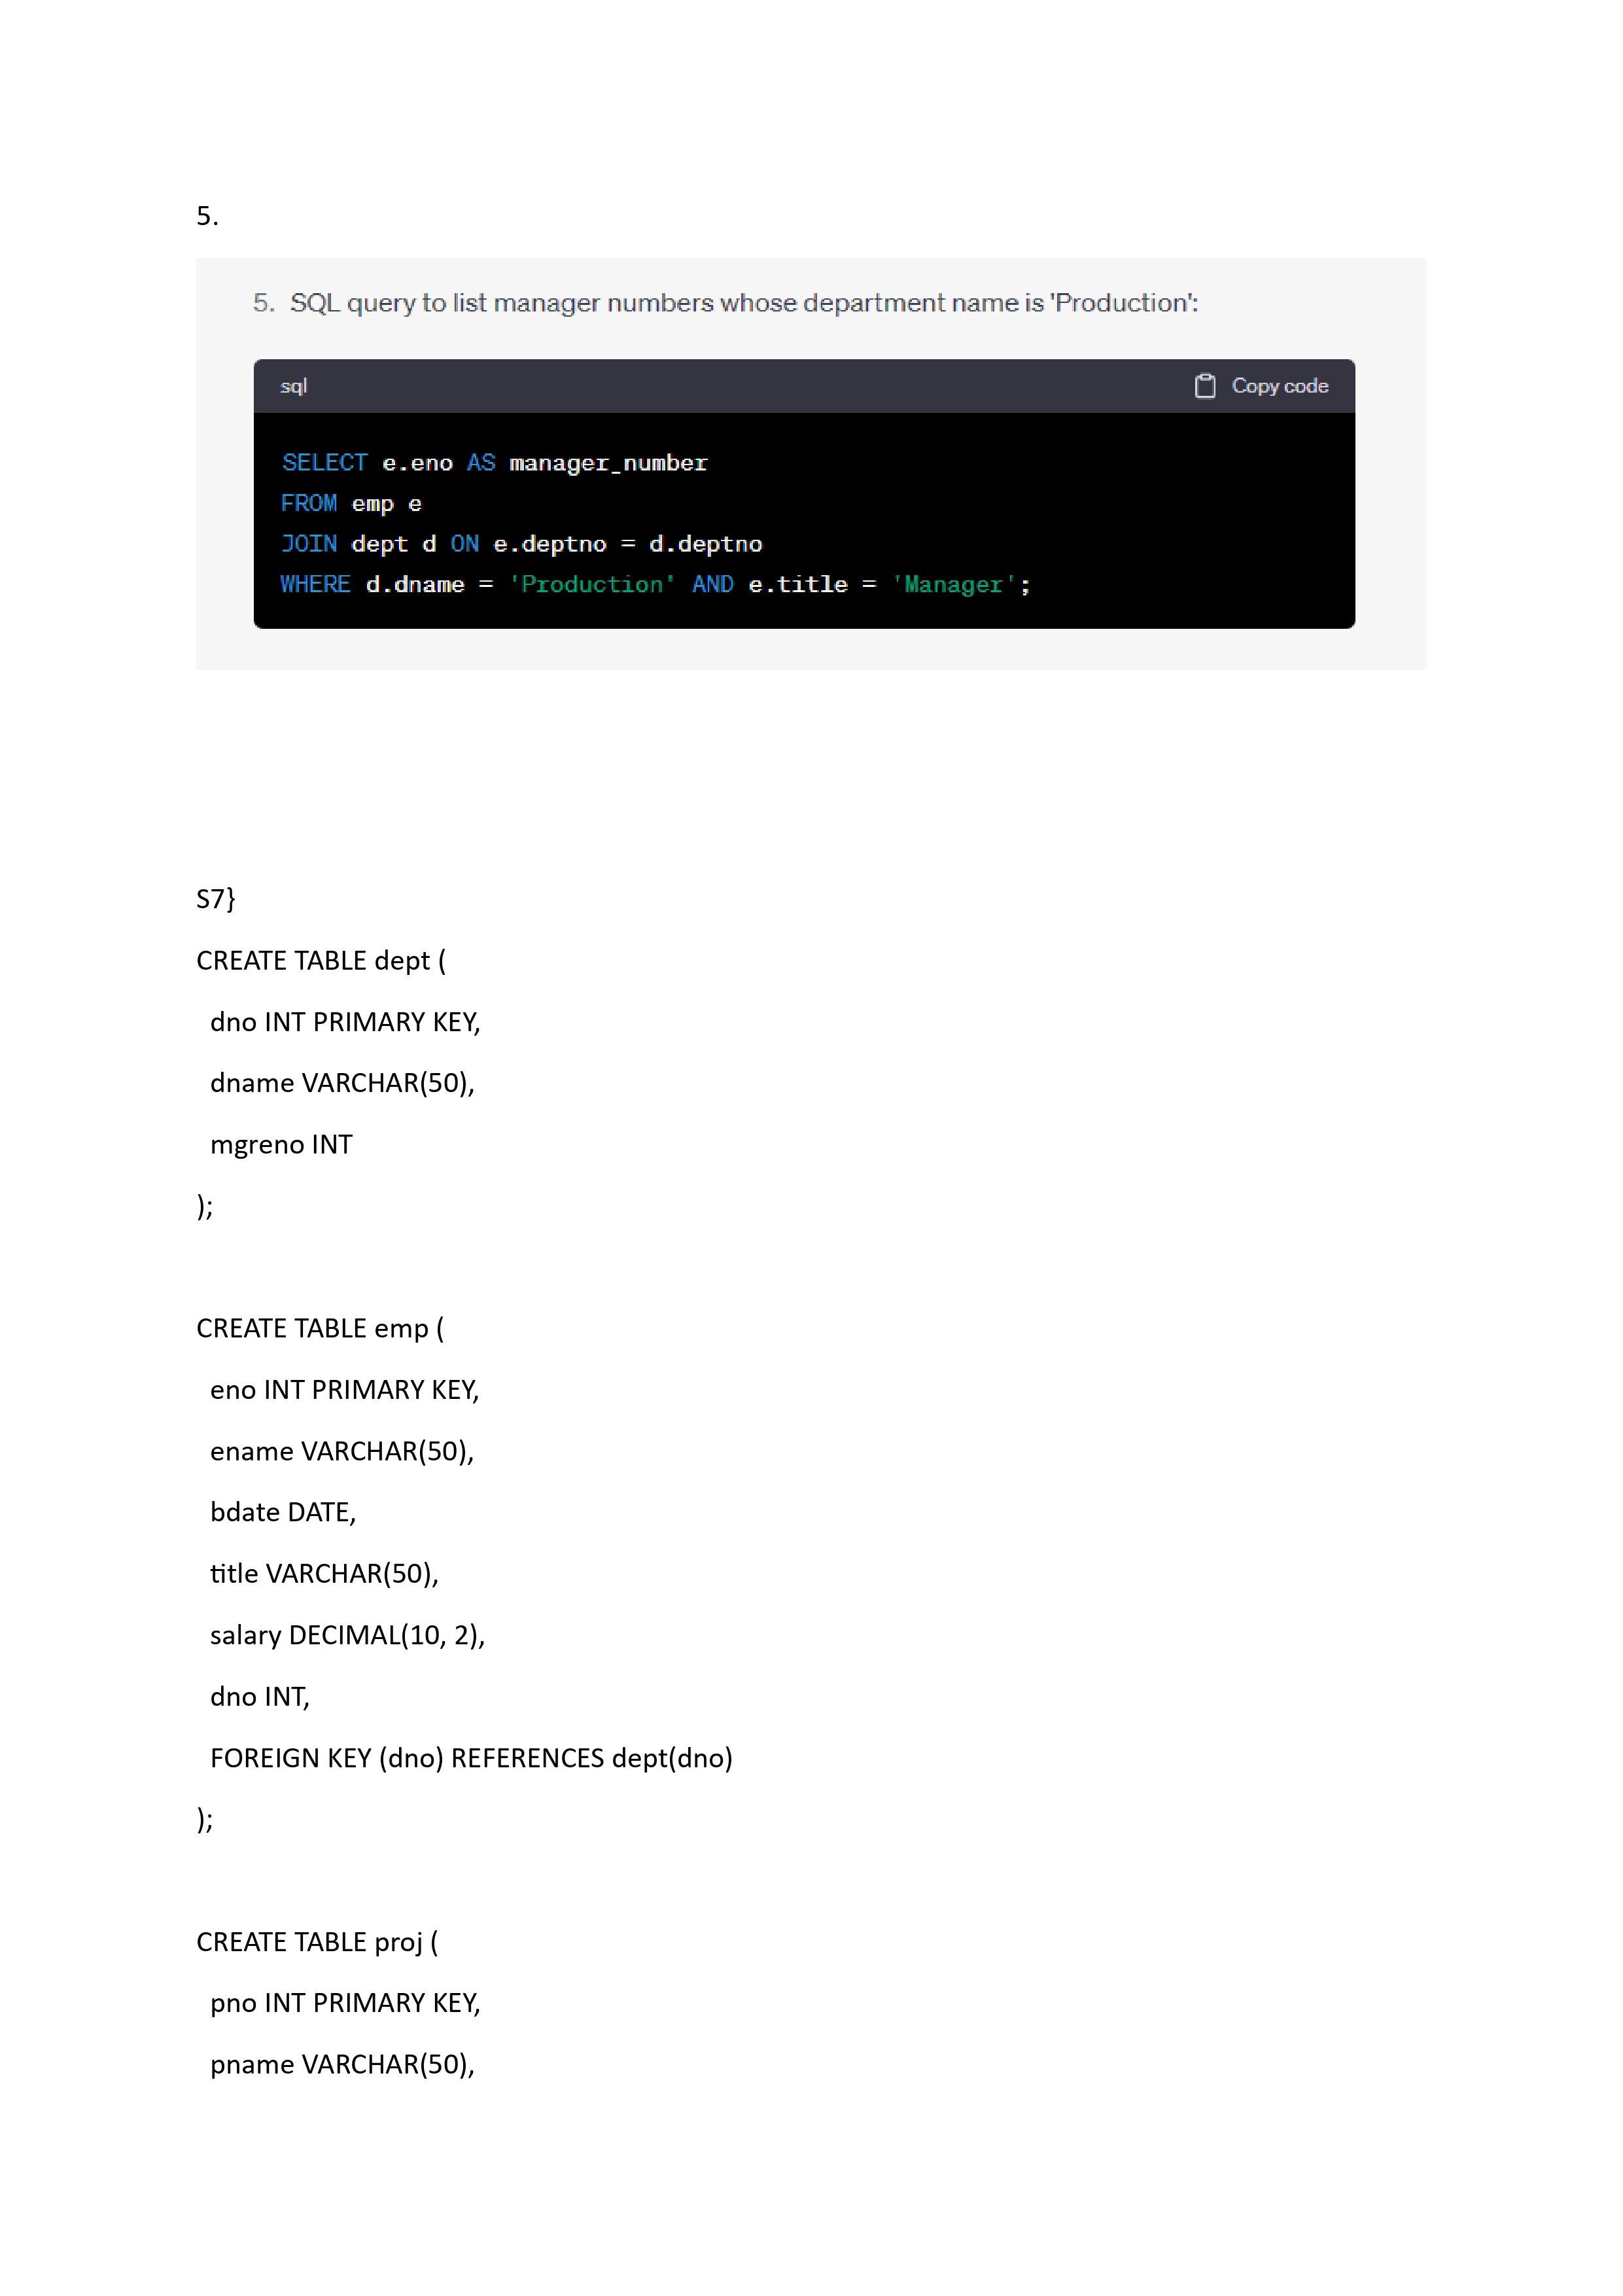 5.
5. SQL query to list manager numbers whose department name is 'Production':
sql Copy code
SELECT e.eno AS manager_number
FROM emp e
JOIN dept d ON e.deptno = d.deptno
WHERE d.dname = 'Production' AND e.title = 'Manager';
S7}
CREATE TABLE dept (
dno INT PRIMARY KEY,
dname VARCHAR(50),
mgreno INT
);
CREATE TABLE emp (
eno INT PRIMARY KEY,
ename VARCHAR(50),
bdate DATE,
title VARCHAR(50),
salary DECIMAL(10, 2),
dno INT,
FOREIGN KEY (dno) REFERENCES dept(dno)
);
CREATE TABLE proj (
pno INT PRIMARY KEY,
pname VARCHAR(50),